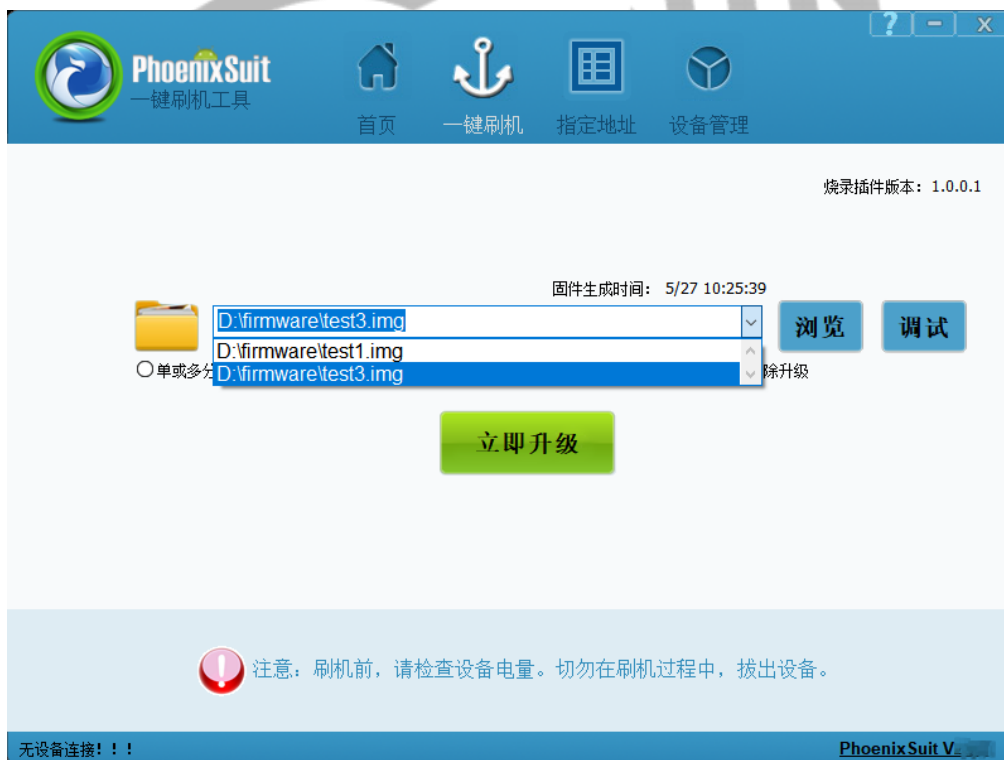 ? - x
PhoenixSuit
一键刷机工具
首页 一键刷机 指定地址 设备管理
烧录插件版本：1.0.0.1
固件生成时间： 5/27 10:25:39
D:\firmware\test3.img
浏览 调试
D:\firmware\test1.img
D:\firmware\test3.img
单或多分
除升级
立即升级
注意：刷机前，请检查设备电量。切勿在刷机过程中，拔出设备。
无设备连接！！！
PhoenixSuit